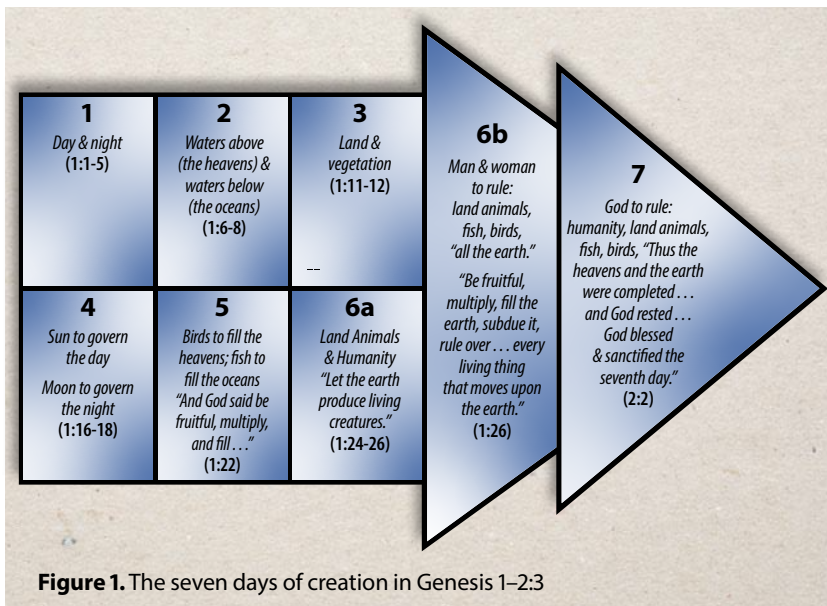 1
Day & night
(1:1-5)
2
Waters above
(the heavens) &
waters below
(the oceans)
(1:6-8)
3
Land &
vegetation
(1:11-12)
--
4
Sun to govern
the day
Moon to govern
the night
(1:16-18)
5
Birds to fill the
heavens; fish to
fill the oceans
“And God said be
fruitful, multiply,
and fill . . .”
(1:22)
6a
Land Animals
& Humanity
“Let the earth
produce living
creatures.”
(1:24-26)
6b
Man & woman
to rule:
land animals,
fish, birds,
“all the earth.”
“Be fruitful,
multiply, fill the
earth, subdue it,
rule over . . . every
living thing
that moves upon
the earth.”
(1:26)
7
God to rule:
humanity, land animals,
fish, birds, “Thus the
heavens and the earth
were completed . . .
and God rested . . .
God blessed
& sanctified the
seventh day.”
(2:2)
Figure 1. The seven days of creation in Genesis 1–2:3